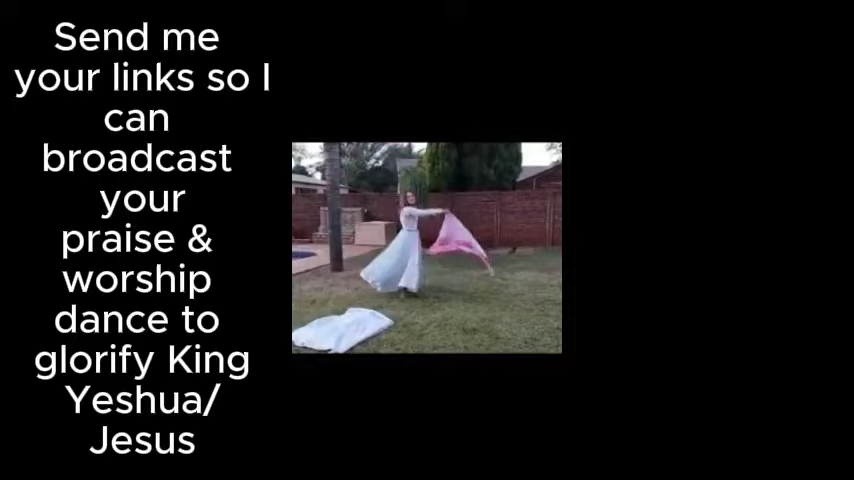 Send me
your links so I
can
broadcast
your
praise &
worship
dance to
glorify King
Yeshua/
Jesus